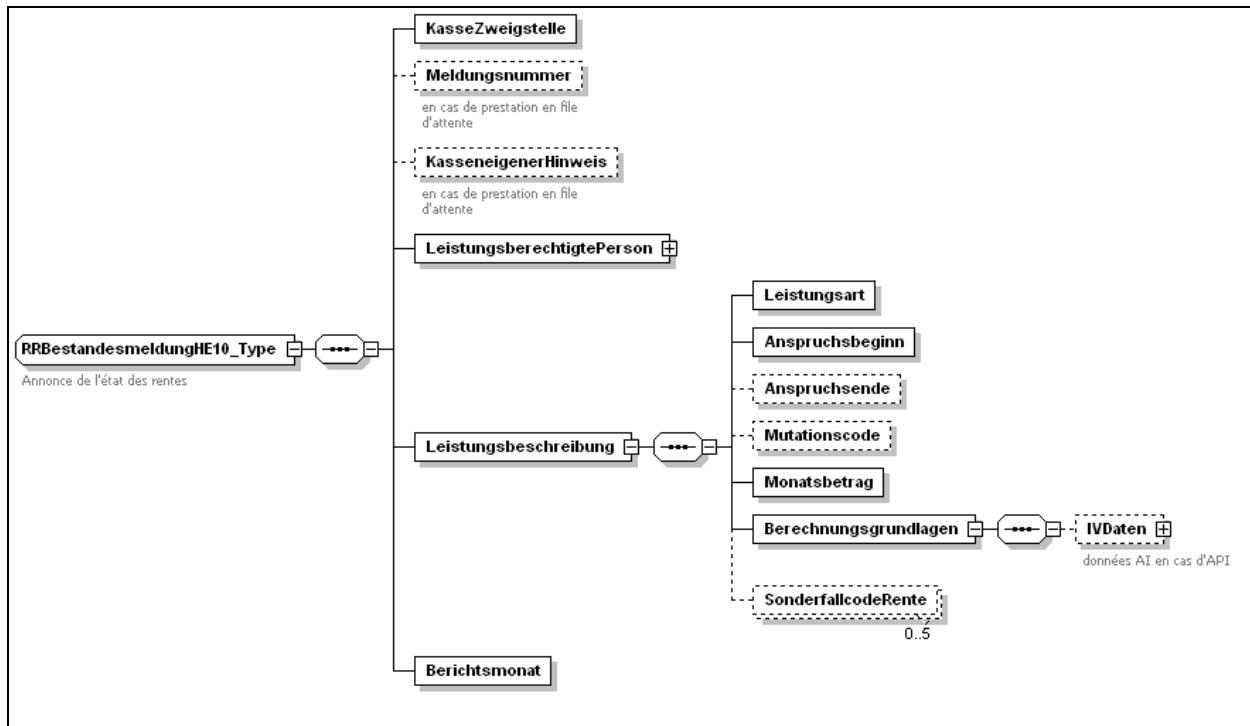 KasseZweigstelle
Meldungsnummer
en cas de prestation en file
d'attente
KasseneigenerHinweis
en cas de prestation en file
d'attente
LeistungsberechtigtePerson
RRBestandesmeldungHE10_Type
Annonce de l'état des rentes
Leistungsbeschreibung
Leistungsart
Anspruchsbeginn
Anspruchsende
Mutationscode
Monatsbetrag
Berechnungsgrundlagen
IVDaten
données AI en cas d'API
SonderfallcodeRente
0..5
Berichtsmonat